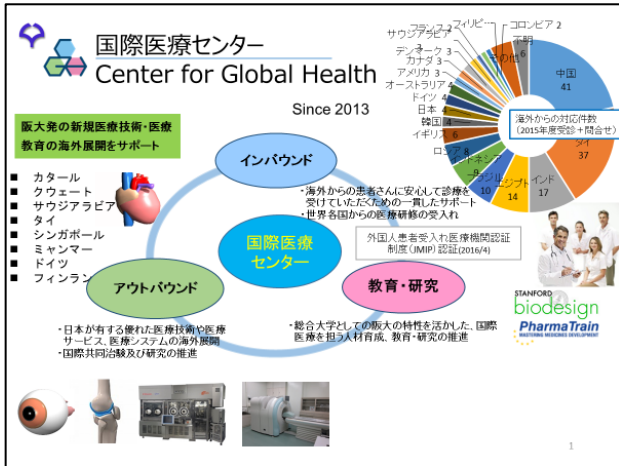 国際医療センター
Center for Global Health
Since 2013
阪大発の新規医療技術・医療
教育の海外展開をサポート
■ カタール
■ クウェート
■ サウジアラビア
■ タイ
■ シンガポール
■ ミャンマー
■ ドイツ
■ フィンラン
インバウンド
・海外からの患者さんに安心して診療を
受けていただくための一貫したサポート
・世界各国からの医療研修の受入れ
国際医療
センター
外国人患者受入れ医療機関認証
制度(JMIP)認証(2016/4)
アウトバウンド
・日本が有する優れた医療技術や医療
サービス、医療システムの海外展開
・国際共同治験及び研究の推進
教育・研究
・総合大学としての阪大の特性を活かした、国際
医療を担う人材育成、教育・研究の推進
海外からの対応件数
(2015年度受診+問合せ)
中国
41
タイ
37
インド
17
エジプト
14
ブラジル
10
インドネシア
9
ロシア 8
イギリス 6
韓国 4
日本 4
ドイツ 4
オーストラリア 4
アメリカ 3
カナダ 3
デンマーク 3
サウジアラビア
3
フランス 2
フィリピ…
コロンビア 2
その他
不明
6
STANFORD
biodesign
PharmaTrain
MASTERING MEDICINES DEVELOPMENT
1